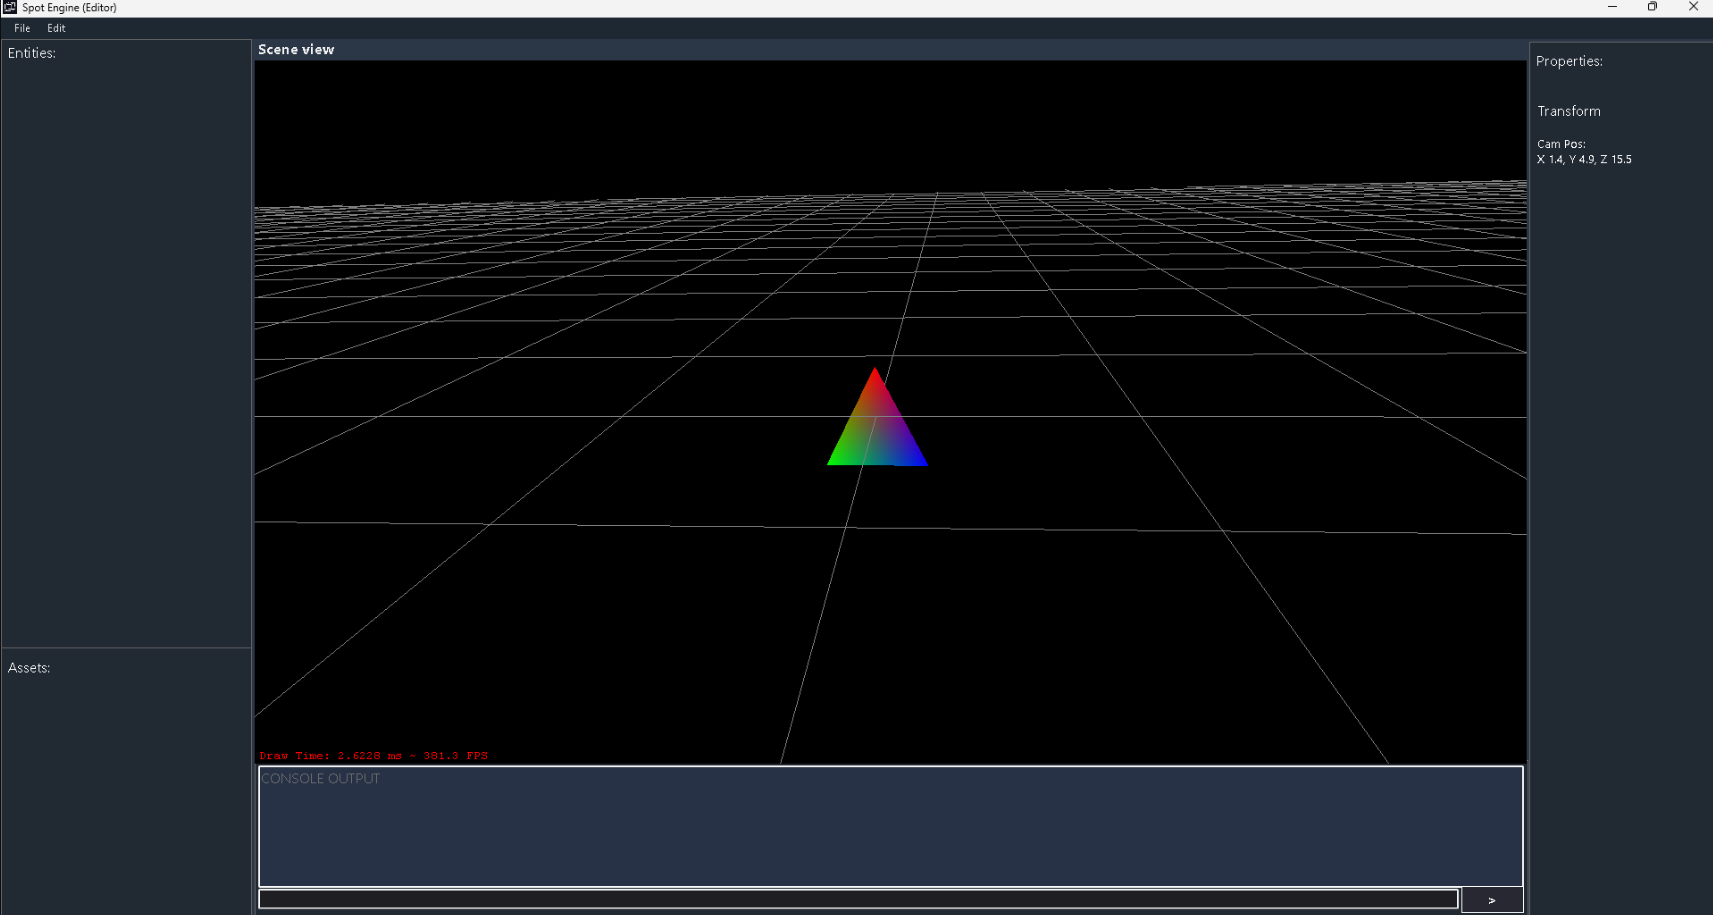 Spot Engine (Editor)
File Edit
Entities:
Scene view
Properties:
Transform
Cam Pos:
X 1.4, Y 4.9, Z 15.5
Assets:
Draw Time: 2.6228 ms ~ 381.3 FPS
CONSOLE OUTPUT
>